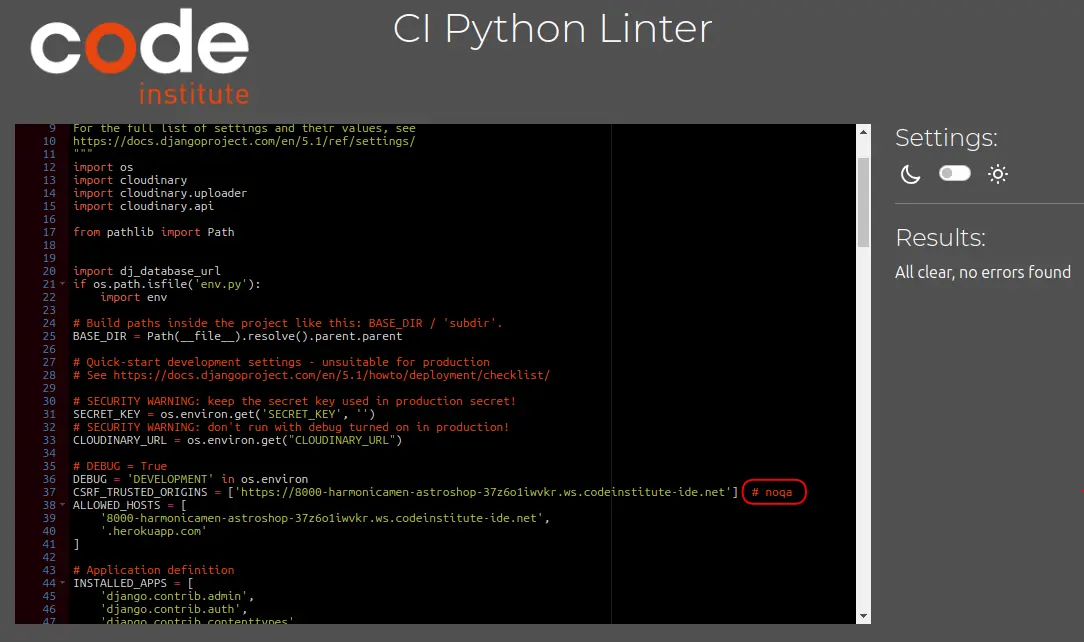 code
institute
CI Python Linter
9 For the full list of settings and their values, see
10 https://docs.djangoproject.com/en/5.1/ref/settings/
11 """
12 import os
13 import cloudinary
14 import cloudinary.uploader
15 import cloudinary.api
16
17 from pathlib import Path
18
19
20 import dj_database_url
21 if os.path.isfile('env.py'):
22     import env
23
24 # Build paths inside the project like this: BASE_DIR / 'subdir'.
25 BASE_DIR = Path(__file__).resolve().parent.parent
26
27 # Quick-start development settings - unsuitable for production
28 # See https://docs.djangoproject.com/en/5.1/howto/deployment/checklist/
29
30 # SECURITY WARNING: keep the secret key used in production secret!
31 SECRET_KEY = os.environ.get('SECRET_KEY', '')
32 # SECURITY WARNING: don't run with debug turned on in production!
33 CLOUDINARY_URL = os.environ.get("CLOUDINARY_URL")
34
35 # DEBUG = True
36 DEBUG = 'DEVELOPMENT' in os.environ
37 CSRF_TRUSTED_ORIGINS = ['https://8000-harmonicamen-astroshop-37z6o1iwvkr.ws.codeinstitute-ide.net'] # noqa
38 ALLOWED_HOSTS = [
39     '8000-harmonicamen-astroshop-37z6o1iwvkr.ws.codeinstitute-ide.net',
40     '.herokuapp.com'
41 ]
42
43 # Application definition
44 INSTALLED_APPS = [
45     'django.contrib.admin',
46     'django.contrib.auth',
47     'django.contrib.contenttypes',
Settings:
Results:
All clear, no errors found